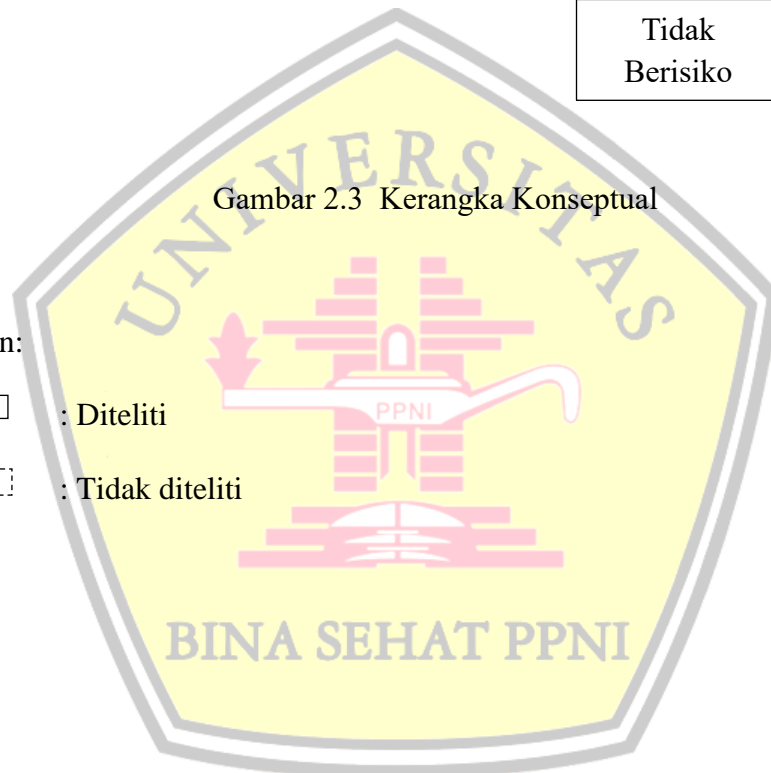 Tidak
Berisiko
UNIVERSITAS
Gambar 2.3 Kerangka Konseptual
n:
: Diteliti
PPNI
: Tidak diteliti
BINA SEHAT PPNI